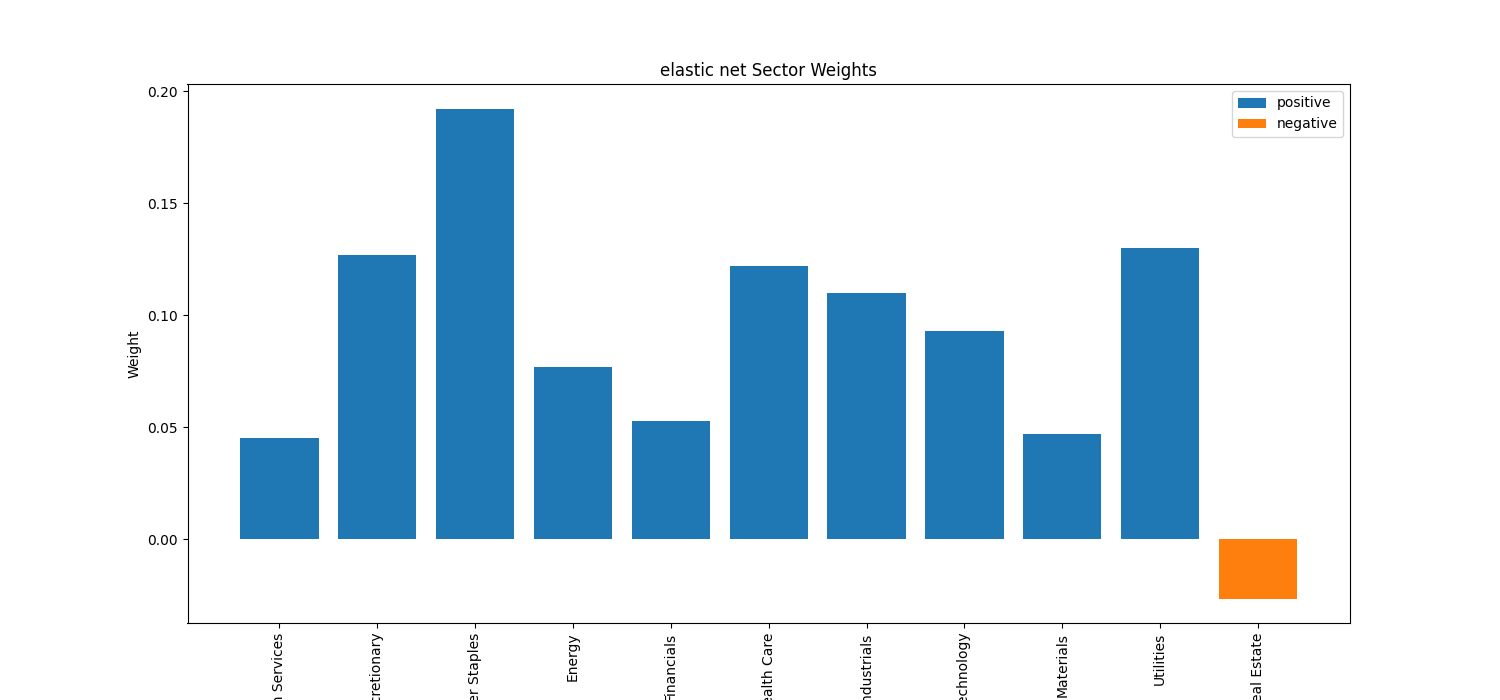 elastic net Sector Weights
positive
negative
0.20
0.15
0.10
0.05
0.00
Weight
Services
er Staples
Energy
Financials
ealth Care
ndustrials
echnology
Materials
Utilities
eal Estate
cretionary